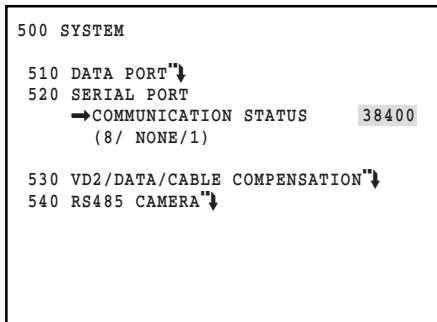 500 SYSTEM
510 DATA PORT"↴
520 SERIAL PORT
➞COMMUNICATION STATUS 38400
(8/ NONE/1)
530 VD2/DATA/CABLE COMPENSATION"↴
540 RS485 CAMERA"↴